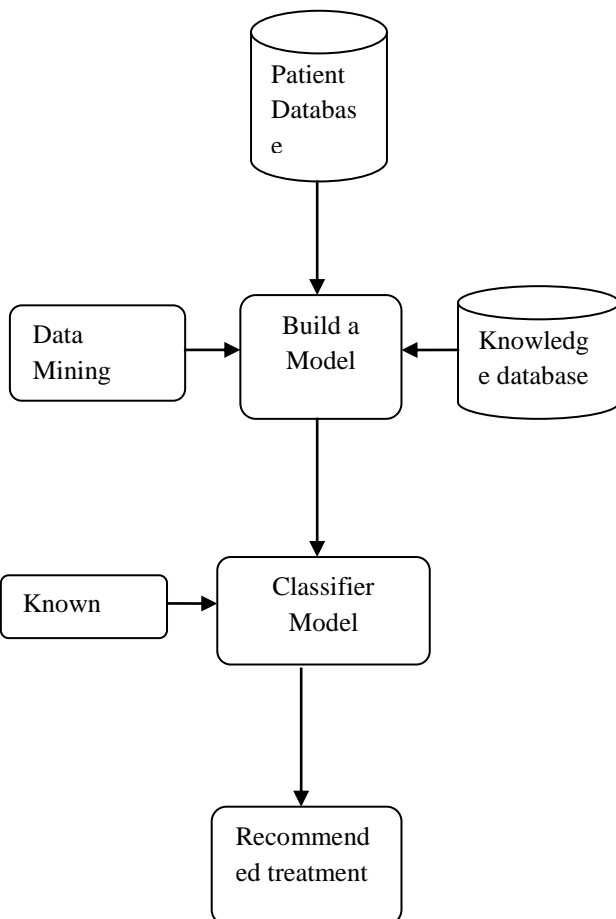 Patient
Databas
e
Data
Mining
Build a
Model
Knowledg
e database
Known
Classifier
Model
Recommend
ed treatment